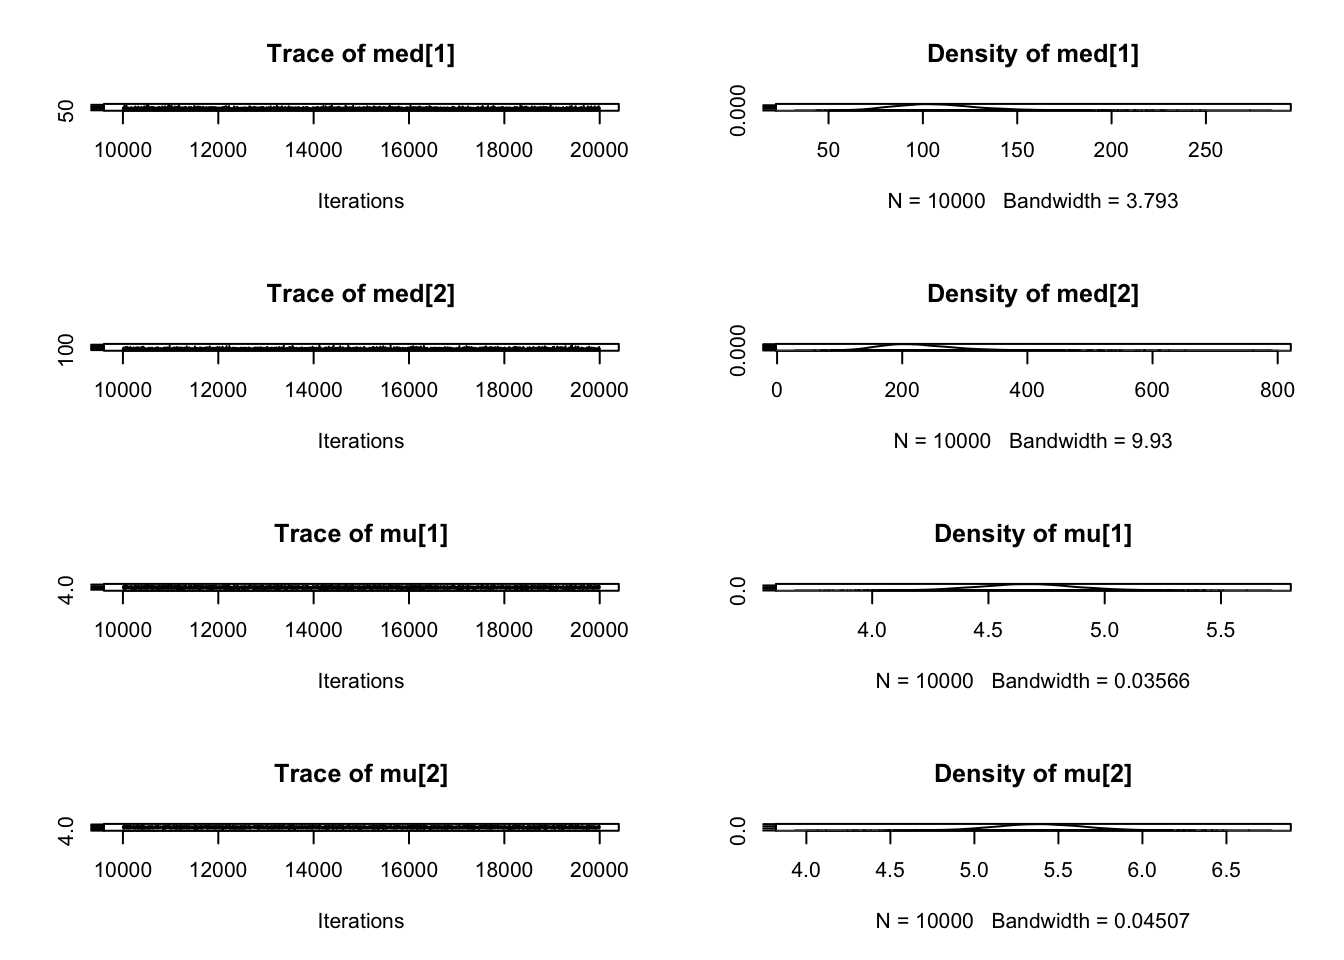 Trace of med[1]
50
10000 12000 14000 16000 18000 20000
Iterations
Density of med[1]
0.000
50 100 150 200 250
N = 10000 Bandwidth = 3.793
Trace of med[2]
100
10000 12000 14000 16000 18000 20000
Iterations
Density of med[2]
0.000
0 200 400 600 800
N = 10000 Bandwidth = 9.93
Trace of mu[1]
4.0
10000 12000 14000 16000 18000 20000
Iterations
Density of mu[1]
0.0
4.0 4.5 5.0 5.5
N = 10000 Bandwidth = 0.03566
Trace of mu[2]
4.0
10000 12000 14000 16000 18000 20000
Iterations
Density of mu[2]
0.0
4.0 4.5 5.0 5.5 6.0 6.5
N = 10000 Bandwidth = 0.04507